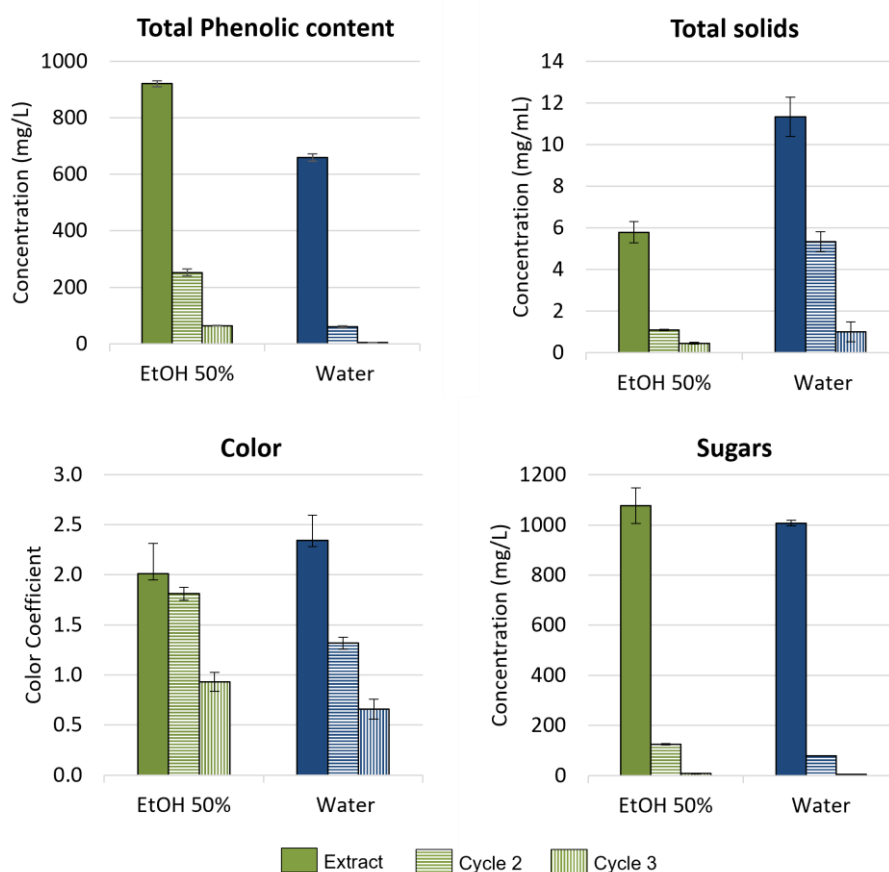 Total Phenolic content
Concentration (mg/L)
1000
800
600
400
200
0
EtOH 50%
Water
Total solids
Concentration (mg/mL)
14
12
10
8
6
4
2
0
EtOH 50%
Water
Color
Color Coefficient
3.0
2.5
2.0
1.5
1.0
0.5
0.0
EtOH 50%
Water
Sugars
Concentration (mg/L)
1200
1000
800
600
400
200
0
EtOH 50%
Water
Extract
Cycle 2
Cycle 3